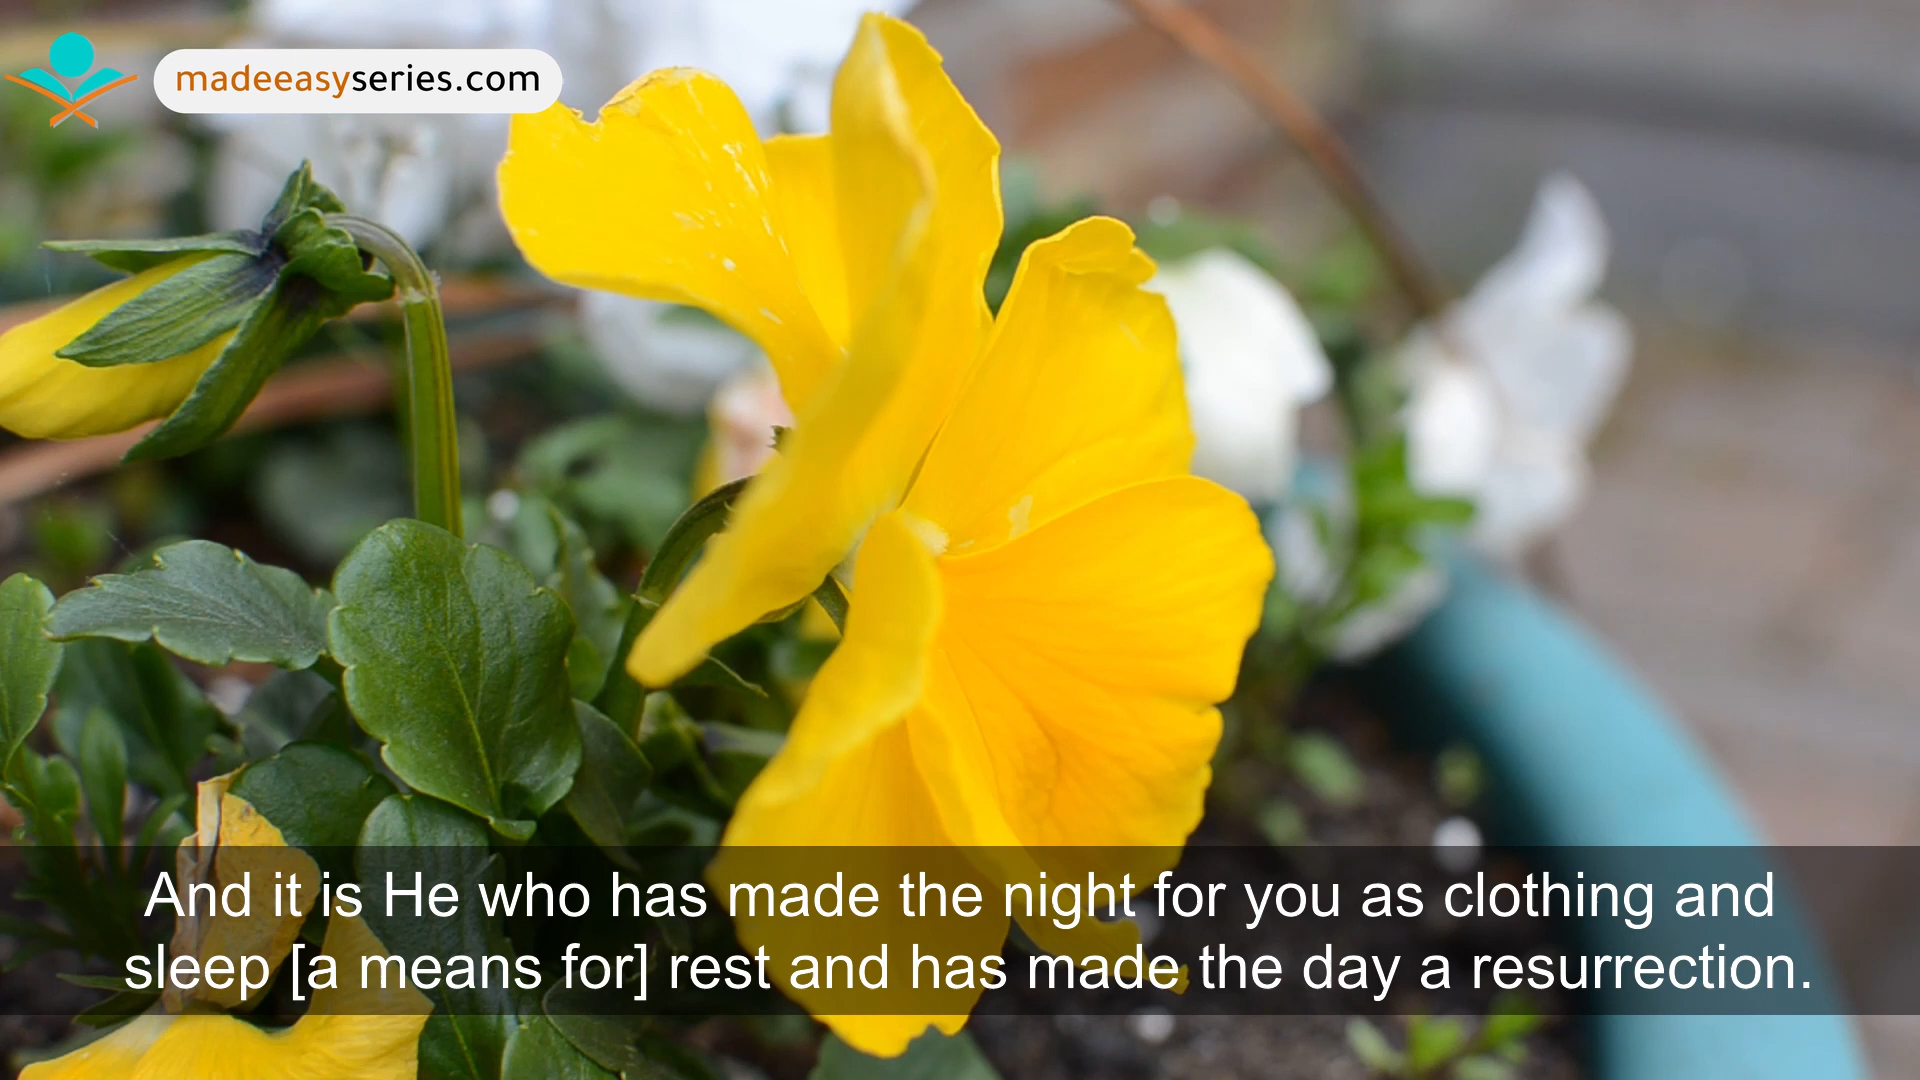 madeeasyseries.com
And it is He who has made the night for you as clothing and
sleep [a means for] rest and has made the day a resurrection.